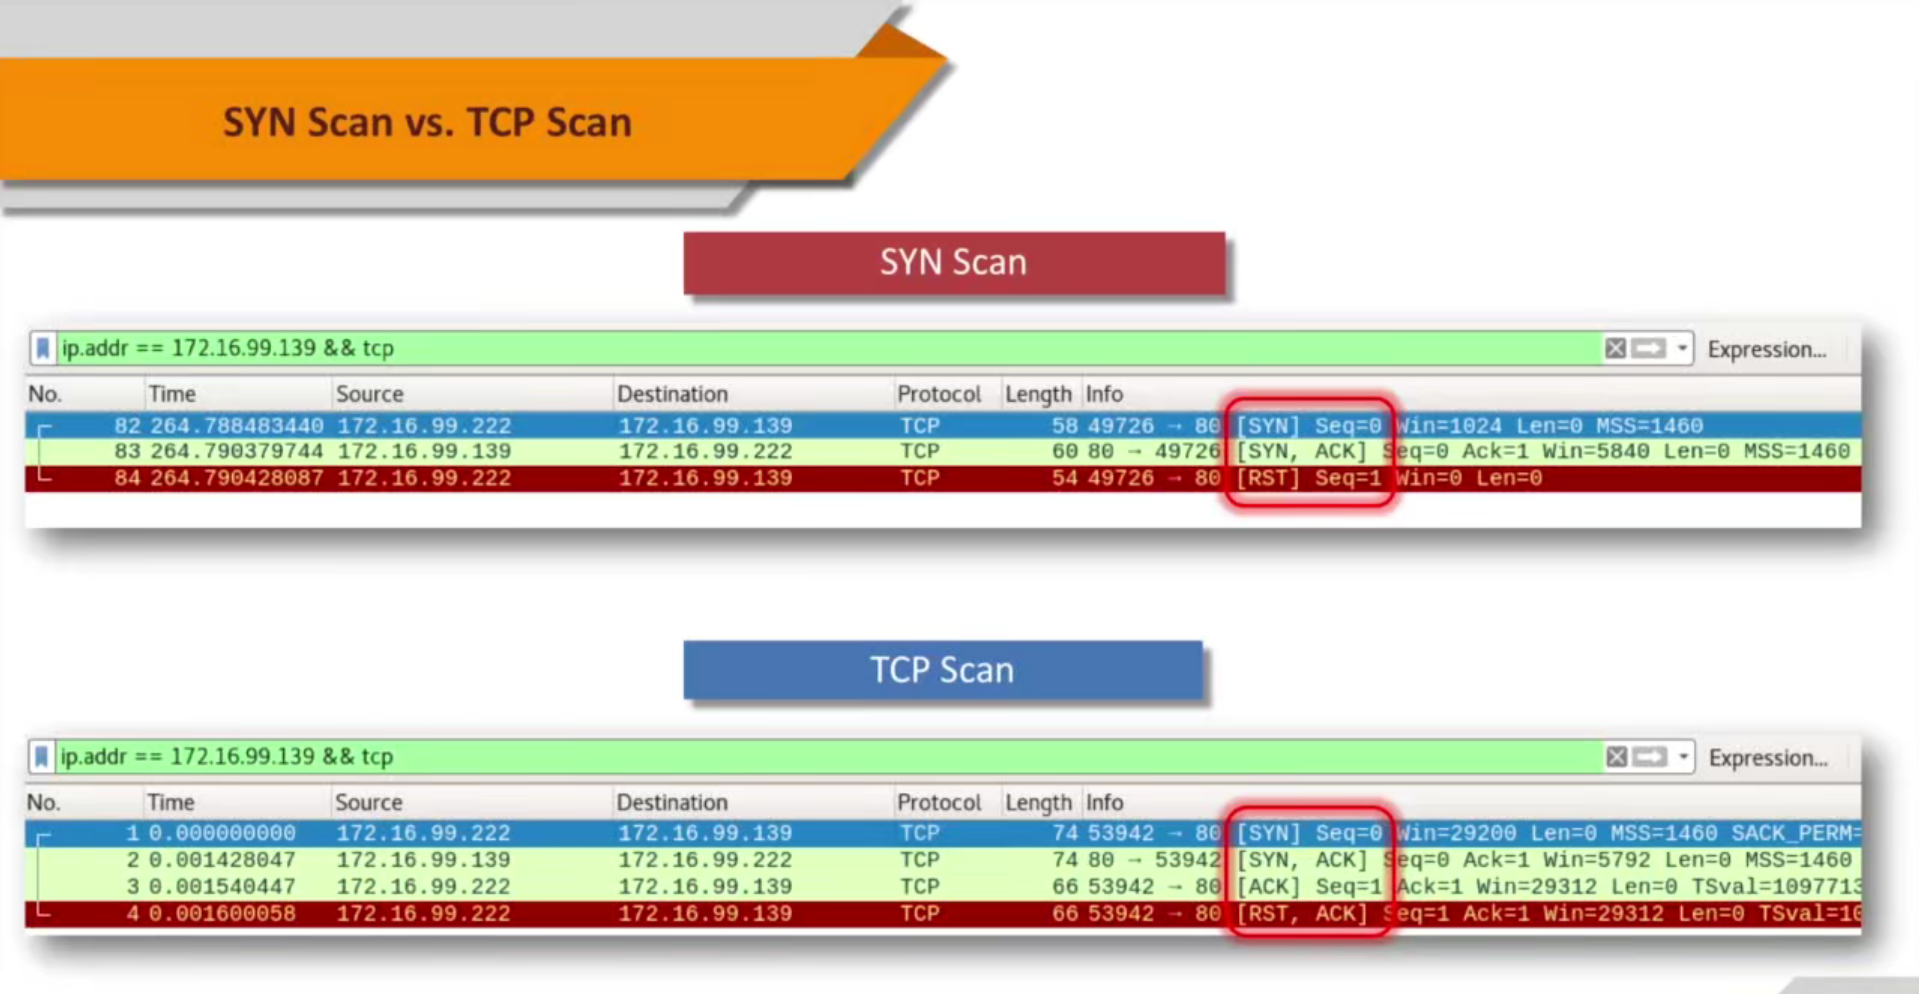 SYN Scan vs. TCP Scan
SYN Scan
ip.addr == 172.16.99.139 && tcp Expression...
No. Time Source Destination Protocol Length Info
82 264.788483440 172.16.99.222 172.16.99.139 TCP 58 49726 → 80 [SYN] Seq=0 Win=1024 Len=0 MSS=1460
83 264.790379744 172.16.99.139 172.16.99.222 TCP 60 80 → 49726 [SYN, ACK] Seq=0 Ack=1 Win=5840 Len=0 MSS=1460
84 264.790428087 172.16.99.222 172.16.99.139 TCP 54 49726 → 80 [RST] Seq=1 Win=0 Len=0
TCP Scan
ip.addr == 172.16.99.139 && tcp Expression...
No. Time Source Destination Protocol Length Info
1 0.000000000 172.16.99.222 172.16.99.139 TCP 74 53942 → 80 [SYN] Seq=0 Win=29200 Len=0 MSS=1460 SACK_PERM=
2 0.001428047 172.16.99.139 172.16.99.222 TCP 74 80 → 53942 [SYN, ACK] Seq=0 Ack=1 Win=5792 Len=0 MSS=1460
3 0.001540447 172.16.99.222 172.16.99.139 TCP 66 53942 → 80 [ACK] Seq=1 Ack=1 Win=29312 Len=0 TSval=1097713
4 0.001600058 172.16.99.222 172.16.99.139 TCP 66 53942 → 80 [RST, ACK] Seq=1 Ack=1 Win=29312 Len=0 TSval=10